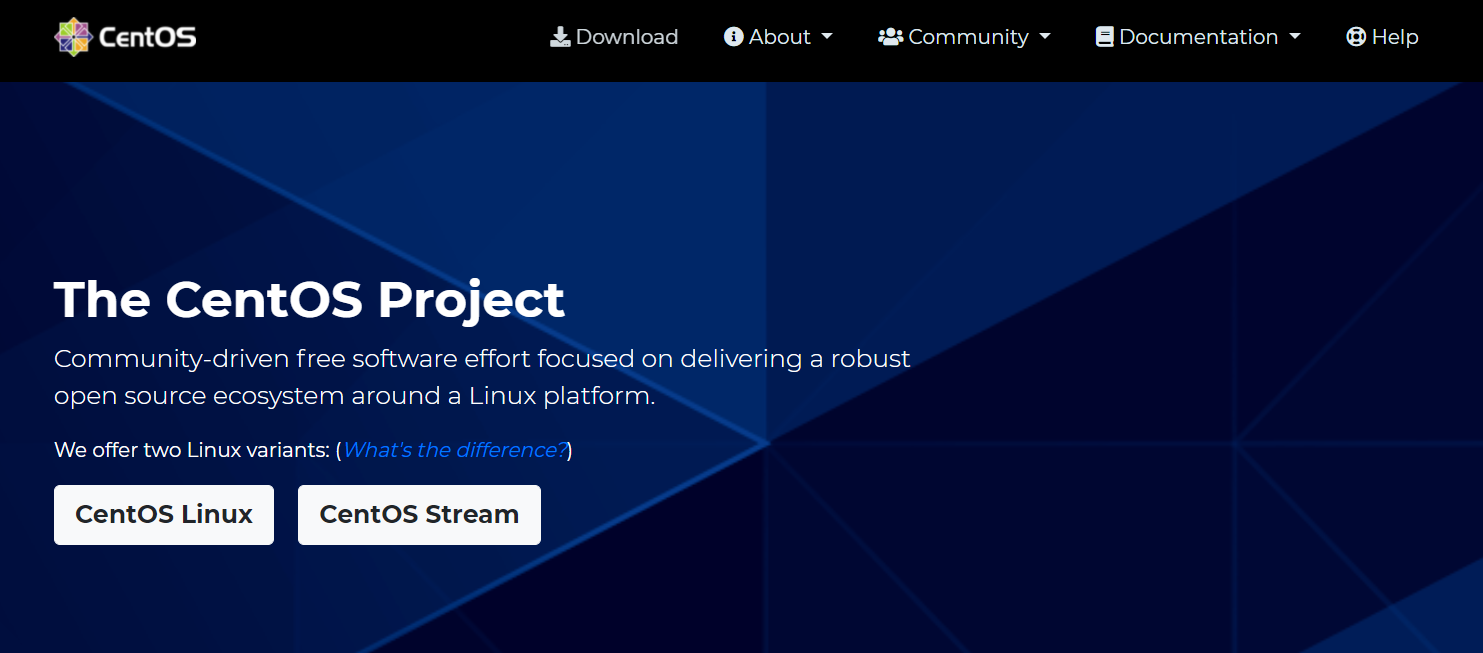 CentOS
Download About Community Documentation Help
The CentOS Project
Community-driven free software effort focused on delivering a robust
open source ecosystem around a Linux platform.
We offer two Linux variants: (What's the difference?)
CentOS Linux CentOS Stream